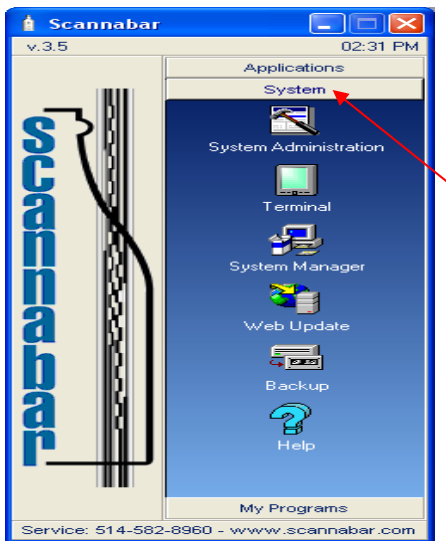 Scannabar
v.3.5 02:31 PM
Applications
System
System Administration
Terminal
System Manager
Web Update
Backup
Help
My Programs
Scannabar
Service: 514-582-8960 - www.scannabar.com